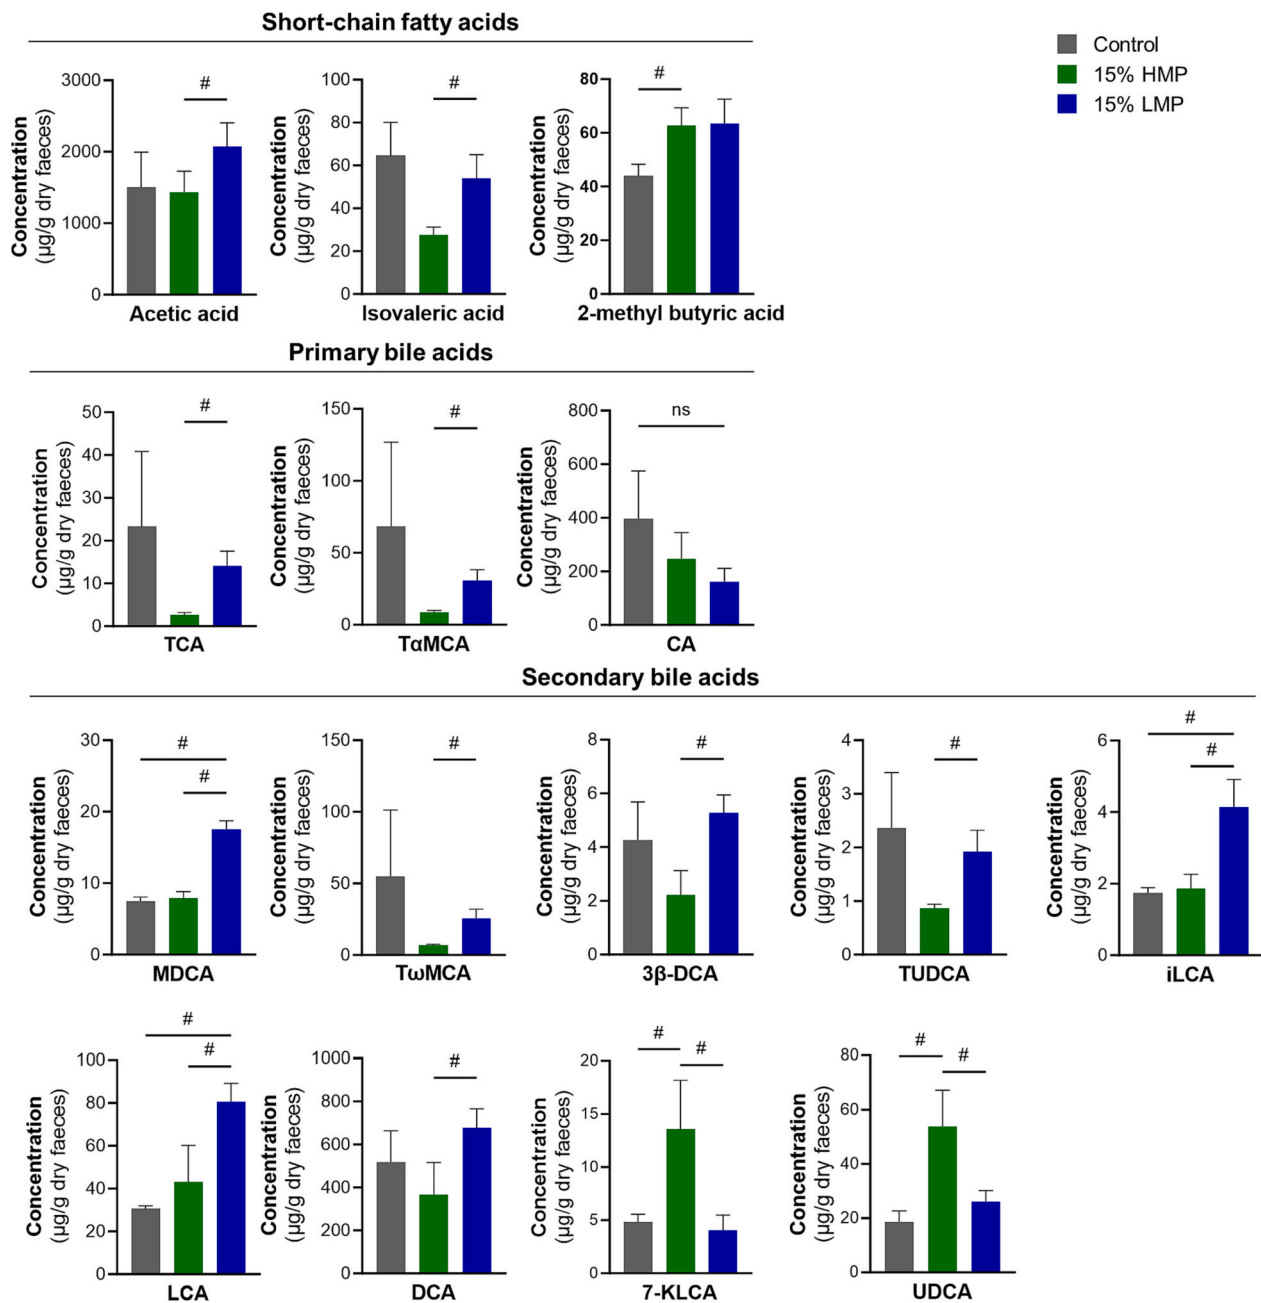 Short-chain fatty acids
Control
15% HMP
15% LMP
Concentration
(µg/g dry faeces)
3000
2000
1000
0
#
Acetic acid
Concentration
(µg/g dry faeces)
100
80
60
40
20
0
#
Isovaleric acid
Concentration
(µg/g dry faeces)
80
60
40
20
0
#
2-methyl butyric acid
Primary bile acids
Concentration
(µg/g dry faeces)
50
40
30
20
10
0
#
TCA
Concentration
(µg/g dry faeces)
150
100
50
0
#
TαMCA
Concentration
(µg/g dry faeces)
800
600
400
200
0
ns
CA
Secondary bile acids
Concentration
(µg/g dry faeces)
30
20
10
0
#
#
MDCA
Concentration
(µg/g dry faeces)
150
100
50
0
#
TωMCA
Concentration
(µg/g dry faeces)
8
6
4
2
0
#
3β-DCA
Concentration
(µg/g dry faeces)
4
3
2
1
0
#
TUDCA
Concentration
(µg/g dry faeces)
6
4
2
0
#
#
iLCA
Concentration
(µg/g dry faeces)
100
80
60
40
20
0
#
#
LCA
Concentration
(µg/g dry faeces)
1000
800
600
400
200
0
#
DCA
Concentration
(µg/g dry faeces)
20
15
10
5
0
#
#
7-KLCA
Concentration
(µg/g dry faeces)
80
60
40
20
0
#
#
UDCA